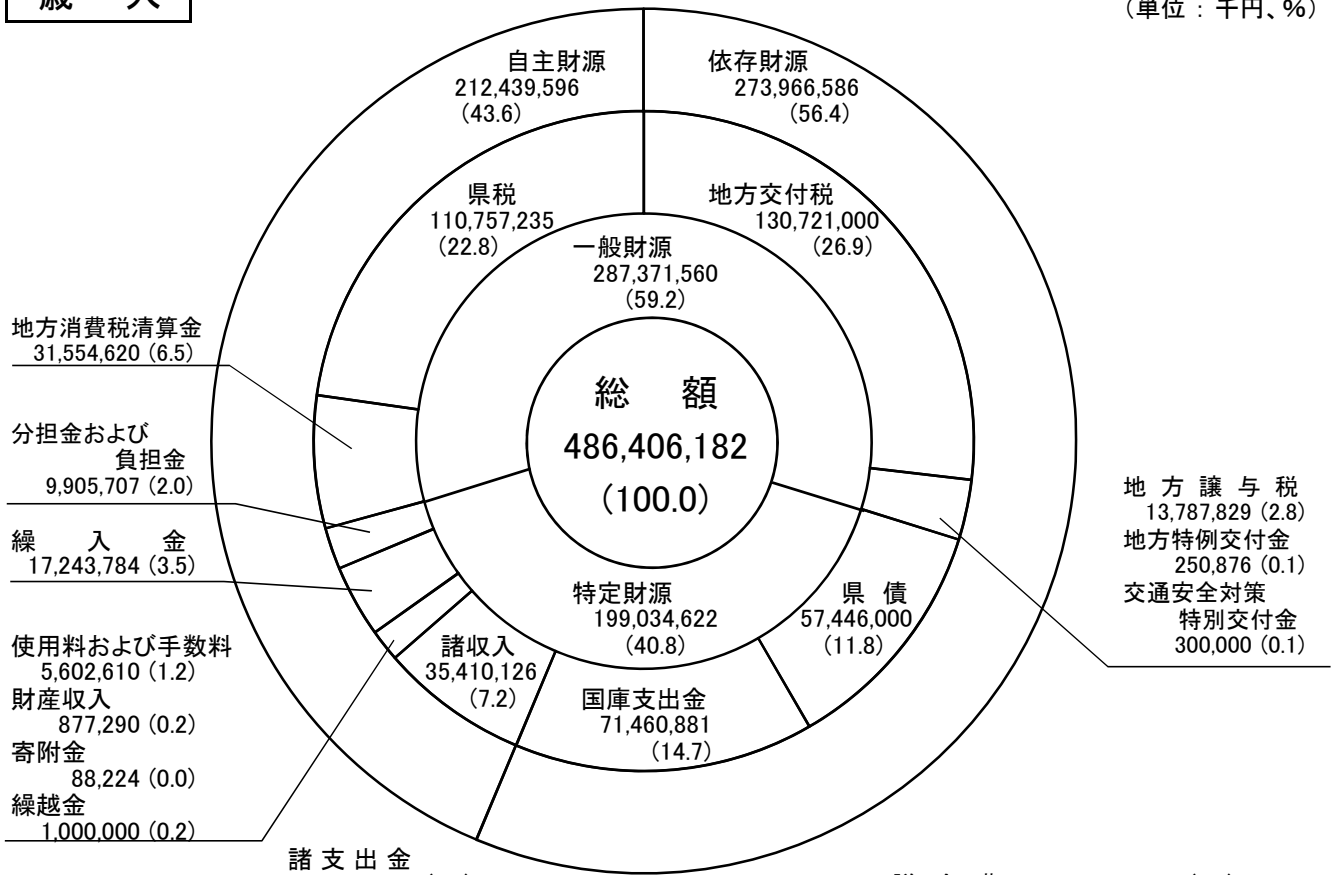 歳　入
（単位：千円、%）
自主財源
212,439,596
（43.6）
依存財源
273,966,586
（56.4）
県税
110,757,235
（22.8）
地方交付税
130,721,000
（26.9）
一般財源
287,371,560
（59.2）
総　額
486,406,182
（100.0）
地方消費税清算金
31,554,620（6.5）
分担金および
負担金
9,905,707（2.0）
繰　入　金
17,243,784（3.5）
使用料および手数料
5,602,610（1.2）
財産収入
877,290（0.2）
寄附金
88,224（0.0）
繰越金
1,000,000（0.2）
地 方 譲 与 税
13,787,829（2.8）
地方特例交付金
250,876（0.1）
交通安全対策
特別交付金
300,000（0.1）
特定財源
199,034,622
（40.8）
県 債
57,446,000
（11.8）
諸収入
35,410,126
（7.2）
国庫支出金
71,460,881
（14.7）
諸 支 出 金